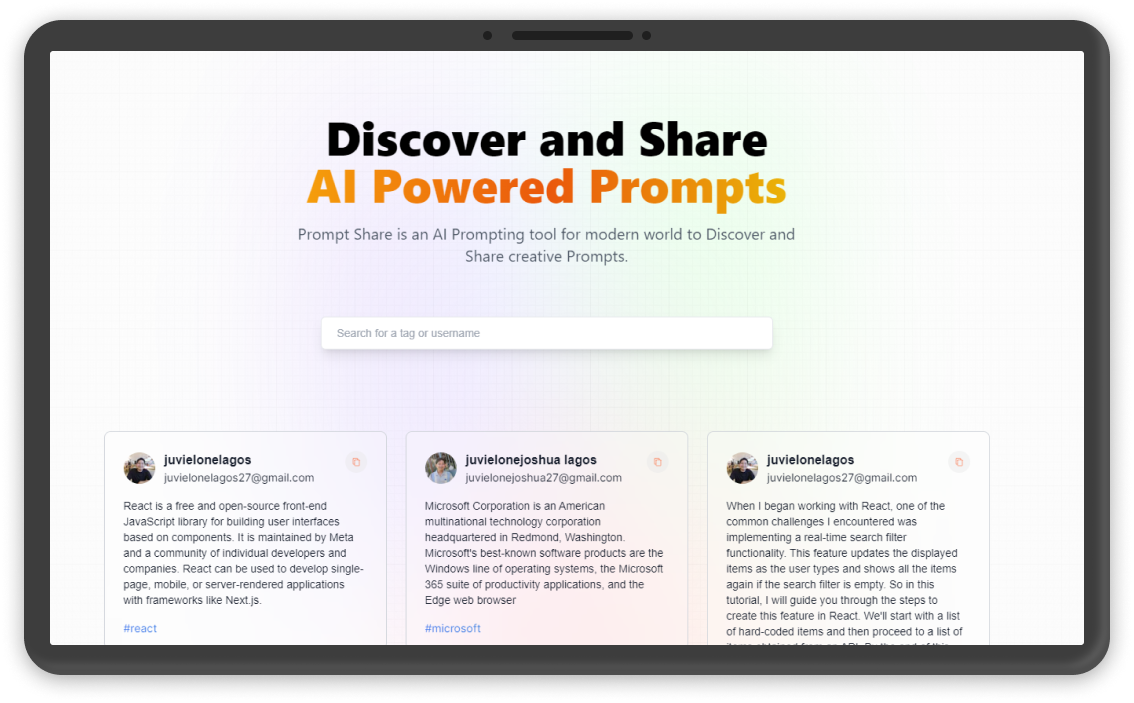 Discover and Share
AI Powered Prompts
Prompt Share is an AI Prompting tool for modern world to Discover and
Share creative Prompts.
Search for a tag or username
juvielonelagos
juvielonelagos27@gmail.com
React is a free and open-source front-end
JavaScript library for building user interfaces
based on components. It is maintained by Meta
and a community of individual developers and
companies. React can be used to develop single-
page, mobile, or server-rendered applications
with frameworks like Next.js.
#react
juvielonejoshua lagos
juvielonejoshua27@gmail.com
Microsoft Corporation is an American
multinational technology corporation
headquartered in Redmond, Washington.
Microsoft's best-known software products are the
Windows line of operating systems, the Microsoft
365 suite of productivity applications, and the
Edge web browser
#microsoft
juvielonelagos
juvielonelagos27@gmail.com
When I began working with React, one of the
common challenges I encountered was
implementing a real-time search filter
functionality. This feature updates the displayed
items as the user types and shows all the items
again if the search filter is empty. So in this
tutorial, I will guide you through the steps to
create this feature in React. We'll start with a list
of hard-coded items and then proceed to a list of